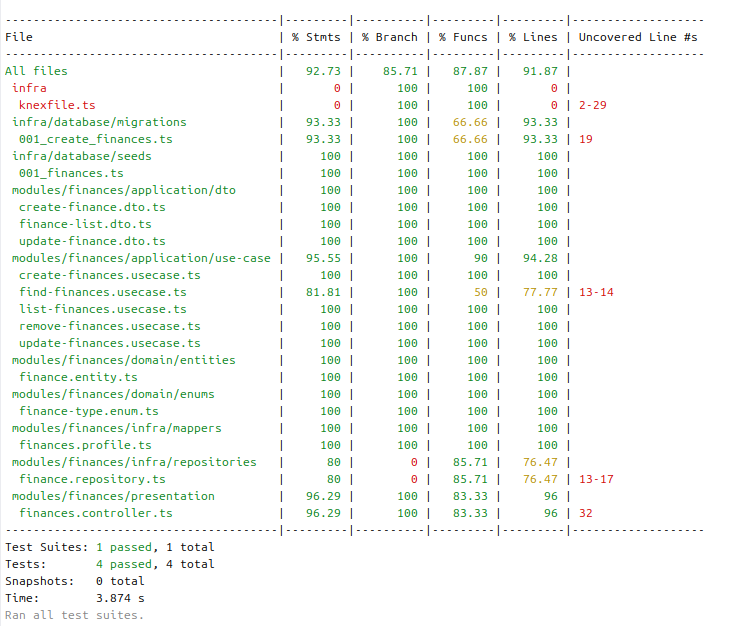 ---------------------------------------|---------|----------|---------|---------|-------------------
File                                   | % Stmts | % Branch | % Funcs | % Lines | Uncovered Line #s
---------------------------------------|---------|----------|---------|---------|-------------------
All files                              |   92.73 |    85.71 |   87.87 |   91.87 |
 infra                                 |       0 |      100 |     100 |       0 |
  knexfile.ts                          |       0 |      100 |     100 |       0 | 2-29
 infra/database/migrations             |   93.33 |      100 |   66.66 |   93.33 |
  001_create_finances.ts               |   93.33 |      100 |   66.66 |   93.33 | 19
 infra/database/seeds                  |     100 |      100 |     100 |     100 |
  001_finances.ts                      |     100 |      100 |     100 |     100 |
 modules/finances/application/dto      |     100 |      100 |     100 |     100 |
  create-finance.dto.ts                |     100 |      100 |     100 |     100 |
  finance-list.dto.ts                  |     100 |      100 |     100 |     100 |
  update-finance.dto.ts                |     100 |      100 |     100 |     100 |
 modules/finances/application/use-case |   95.55 |      100 |      90 |   94.28 |
  create-finances.usecase.ts           |     100 |      100 |     100 |     100 |
  find-finances.usecase.ts             |   81.81 |      100 |      50 |   77.77 | 13-14
  list-finances.usecase.ts             |     100 |      100 |     100 |     100 |
  remove-finances.usecase.ts           |     100 |      100 |     100 |     100 |
  update-finances.usecase.ts           |     100 |      100 |     100 |     100 |
 modules/finances/domain/entities      |     100 |      100 |     100 |     100 |
  finance.entity.ts                    |     100 |      100 |     100 |     100 |
 modules/finances/domain/enums         |     100 |      100 |     100 |     100 |
  finance-type.enum.ts                 |     100 |      100 |     100 |     100 |
 modules/finances/infra/mappers        |     100 |      100 |     100 |     100 |
  finances.profile.ts                  |     100 |      100 |     100 |     100 |
 modules/finances/infra/repositories   |      80 |        0 |   85.71 |   76.47 |
  finance.repository.ts                |      80 |        0 |   85.71 |   76.47 | 13-17
 modules/finances/presentation         |   96.29 |      100 |   83.33 |      96 |
  finances.controller.ts               |   96.29 |      100 |   83.33 |      96 | 32
---------------------------------------|---------|----------|---------|---------|-------------------
Test Suites: 1 passed, 1 total
Tests:       4 passed, 4 total
Snapshots:   0 total
Time:        3.874 s
Ran all test suites.